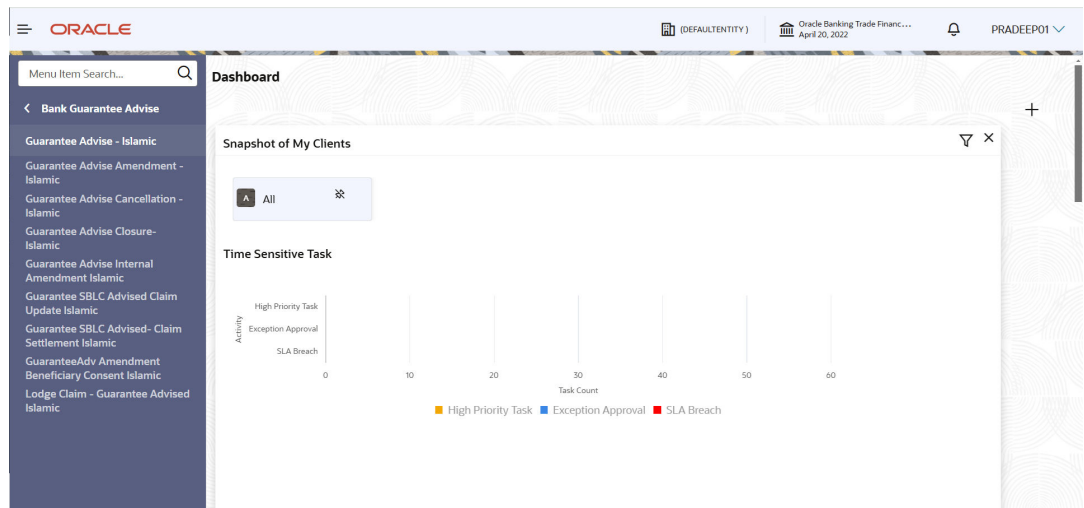 ORACLE
(DEFAULTENTITY )
Oracle Banking Trade Financ...
April 20, 2022
PRADEEP01
Menu Item Search...
Bank Guarantee Advise
Guarantee Advise - Islamic
Guarantee Advise Amendment -
Islamic
Guarantee Advise Cancellation -
Islamic
Guarantee Advise Closure-
Islamic
Guarantee Advise Internal
Amendment Islamic
Guarantee SBLC Advised Claim
Update Islamic
Guarantee SBLC Advised- Claim
Settlement Islamic
GuaranteeAdv Amendment
Beneficiary Consent Islamic
Lodge Claim - Guarantee Advised
Islamic
Dashboard
Snapshot of My Clients
A All
Time Sensitive Task
Activity
High Priority Task
Exception Approval
SLA Breach
0 10 20 30 40 50 60
Task Count
High Priority Task Exception Approval SLA Breach